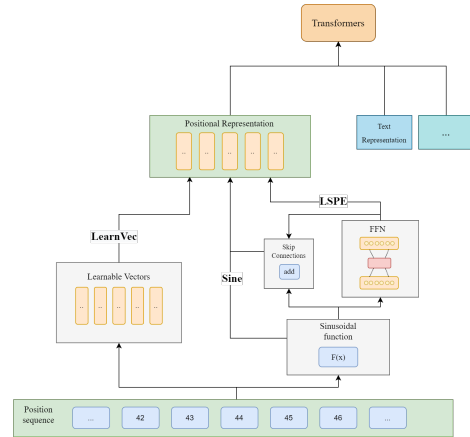 Transformers
Positional Representation
..
..
..
..
..
Text
Representation
...
LSPE
LearnVec
Sine
Skip
Connections
add
FFN
Learnable Vectors
..
..
..
..
..
Sinusoidal
function
F(x)
Position
sequence
...
42
43
44
45
46
...